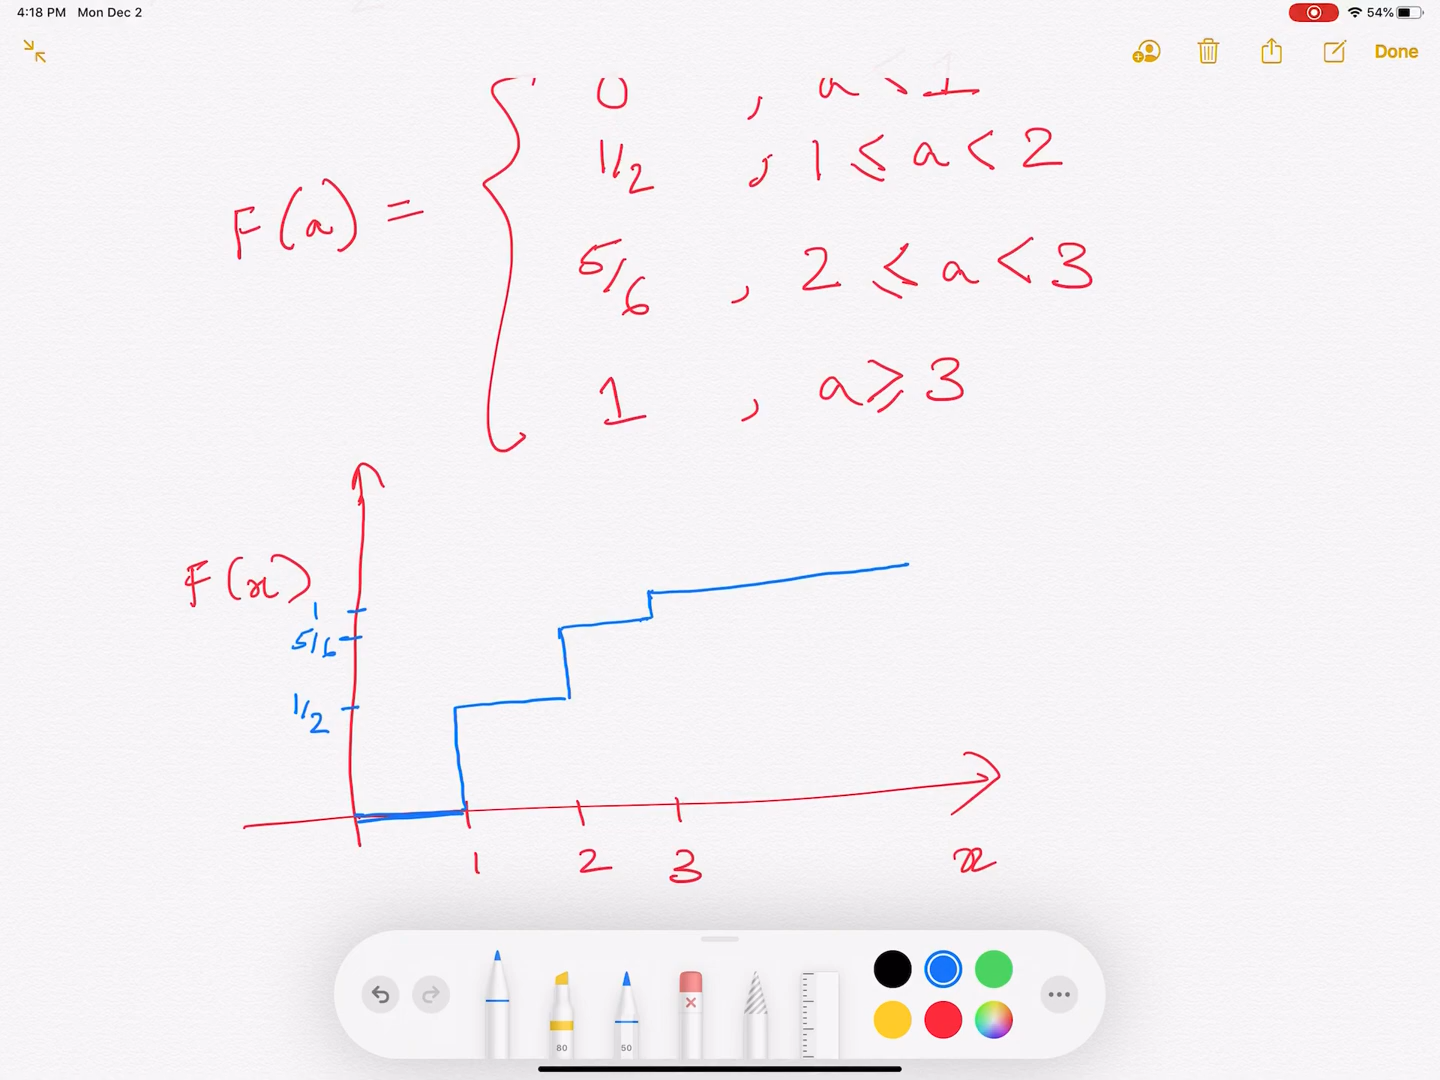 4:18 PM Mon Dec 2 54%
Done
0 , a < 1
1/2 , 1 ≤ a < 2
F(a) =
5/6 , 2 ≤ a < 3
1 , a ≥ 3
F(x)
1
5/6
1/2
1 2 3 x
80 50